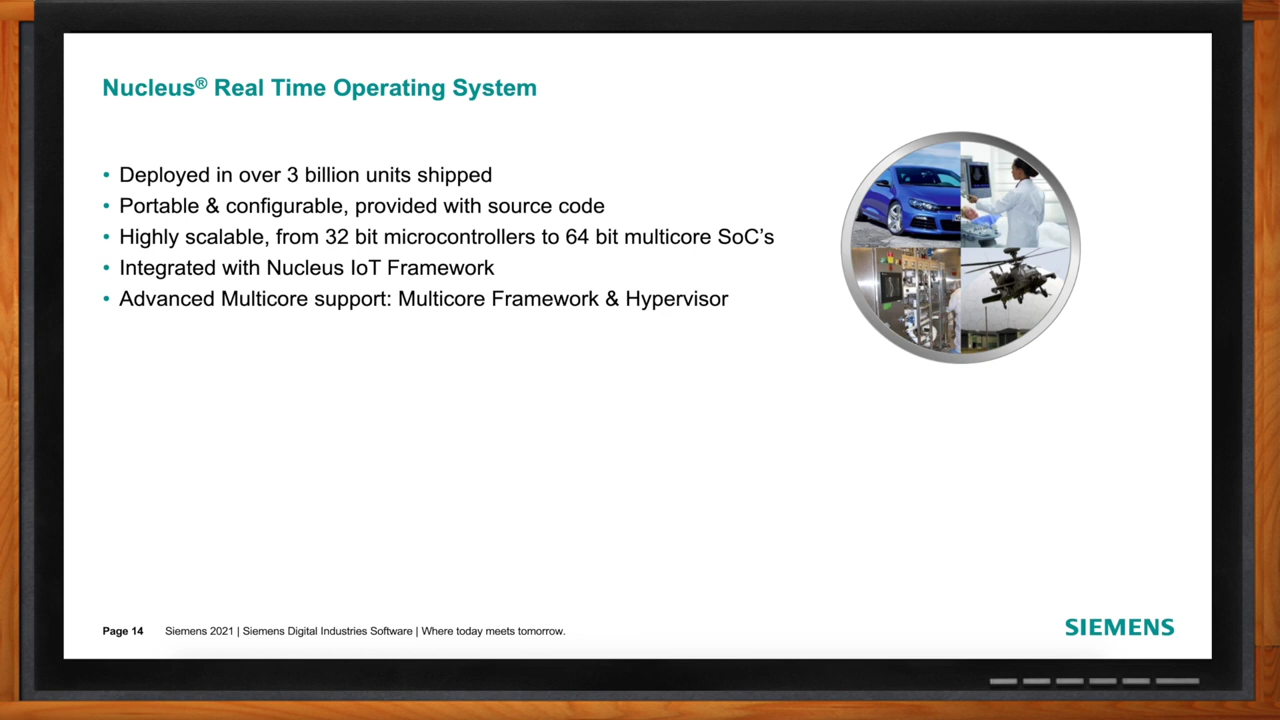 Nucleus® Real Time Operating System
• Deployed in over 3 billion units shipped
• Portable & configurable, provided with source code
• Highly scalable, from 32 bit microcontrollers to 64 bit multicore SoC’s
• Integrated with Nucleus IoT Framework
• Advanced Multicore support: Multicore Framework & Hypervisor
Page 14 Siemens 2021 | Siemens Digital Industries Software | Where today meets tomorrow.
SIEMENS